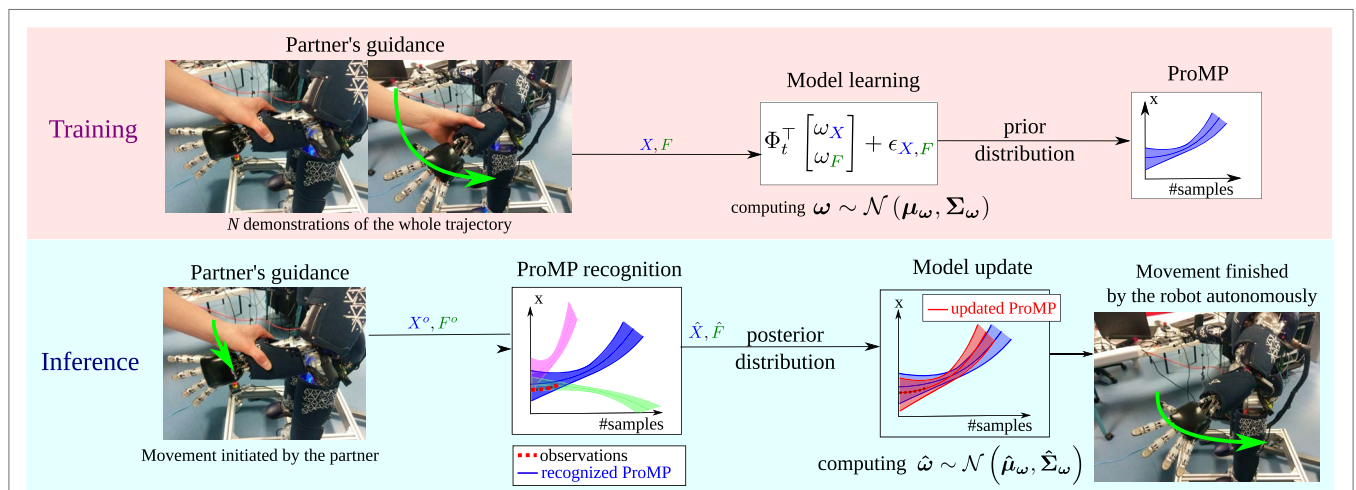 Training
Partner's guidance
N demonstrations of the whole trajectory
X, F
Model learning
Φ_t^⊤ [ω_X ω_F] + ϵ_{X,F}
computing ω ∼ 𝒩 (μ_ω, Σ_ω)
prior
distribution
ProMP
x
#samples
Inference
Partner's guidance
Movement initiated by the partner
X^o, F^o
ProMP recognition
x
#samples
observations
recognized ProMP
X̂, F̂
posterior
distribution
Model update
x
updated ProMP
#samples
computing ω̂ ∼ 𝒩 (μ̂_ω, Σ̂_ω)
Movement finished
by the robot autonomously